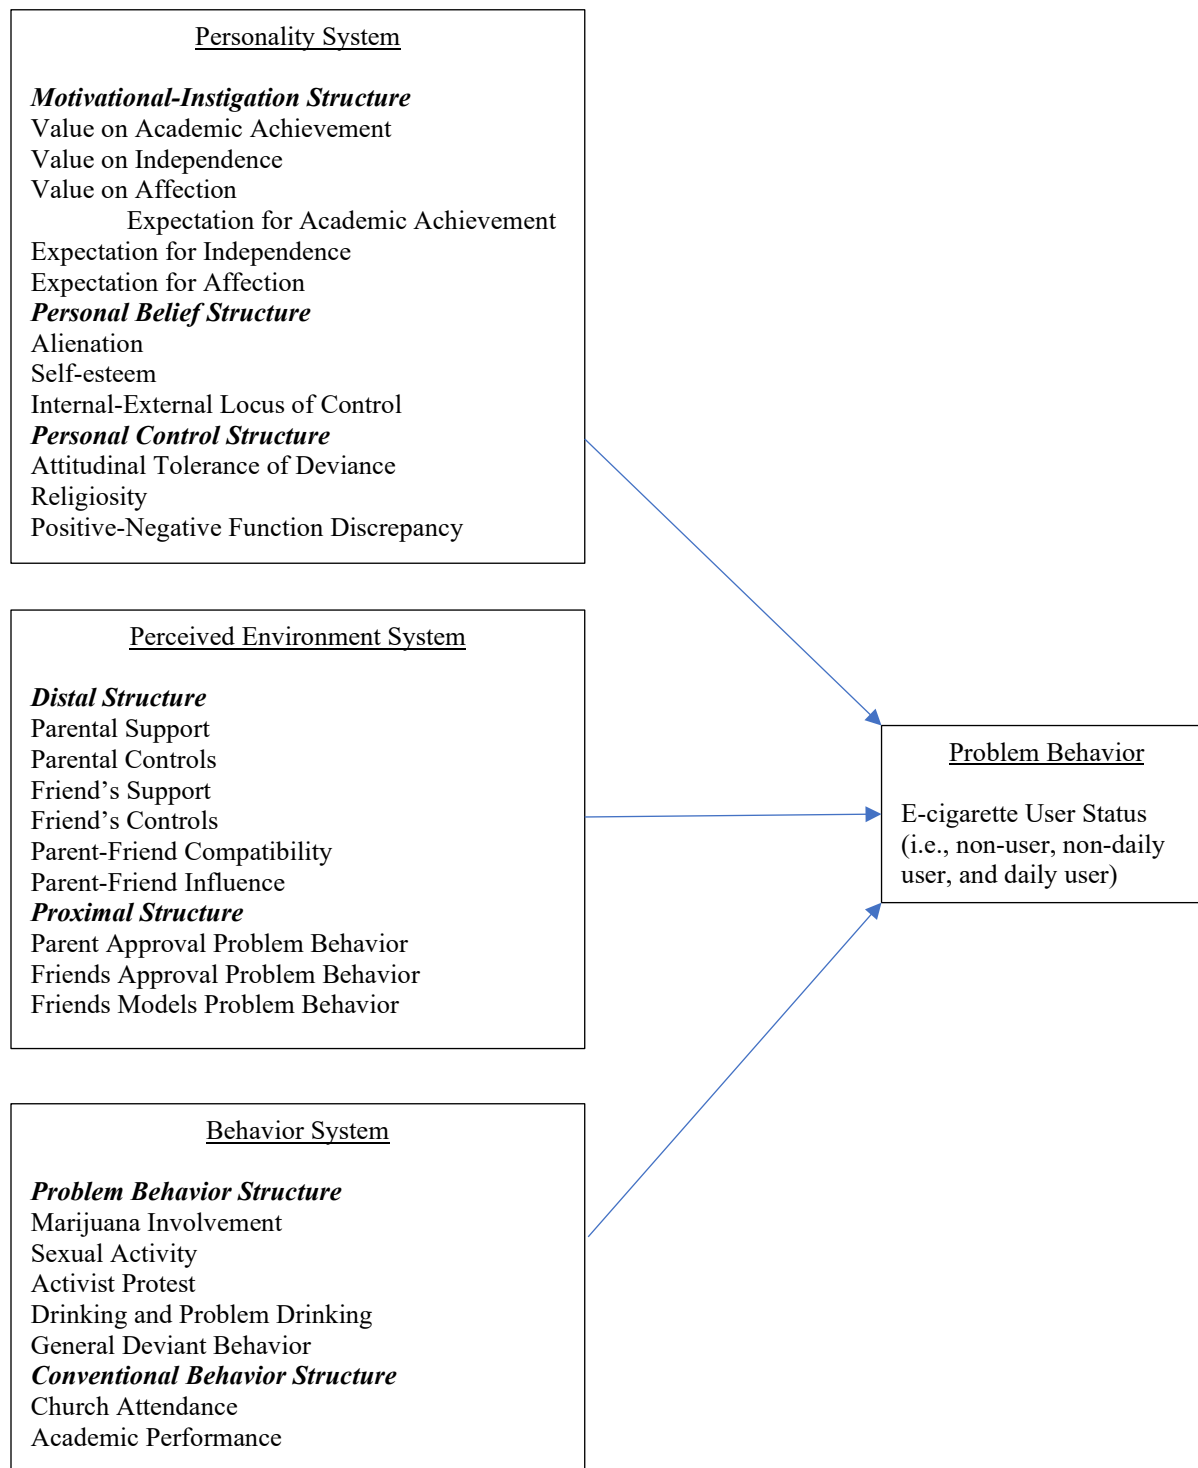 Personality System
Motivational-Instigation Structure
Value on Academic Achievement
Value on Independence
Value on Affection
Expectation for Academic Achievement
Expectation for Independence
Expectation for Affection
Personal Belief Structure
Alienation
Self-esteem
Internal-External Locus of Control
Personal Control Structure
Attitudinal Tolerance of Deviance
Religiosity
Positive-Negative Function Discrepancy
Perceived Environment System
Distal Structure
Parental Support
Parental Controls
Friend’s Support
Friend’s Controls
Parent-Friend Compatibility
Parent-Friend Influence
Proximal Structure
Parent Approval Problem Behavior
Friends Approval Problem Behavior
Friends Models Problem Behavior
Behavior System
Problem Behavior Structure
Marijuana Involvement
Sexual Activity
Activist Protest
Drinking and Problem Drinking
General Deviant Behavior
Conventional Behavior Structure
Church Attendance
Academic Performance
Problem Behavior
E-cigarette User Status
(i.e., non-user, non-daily
user, and daily user)